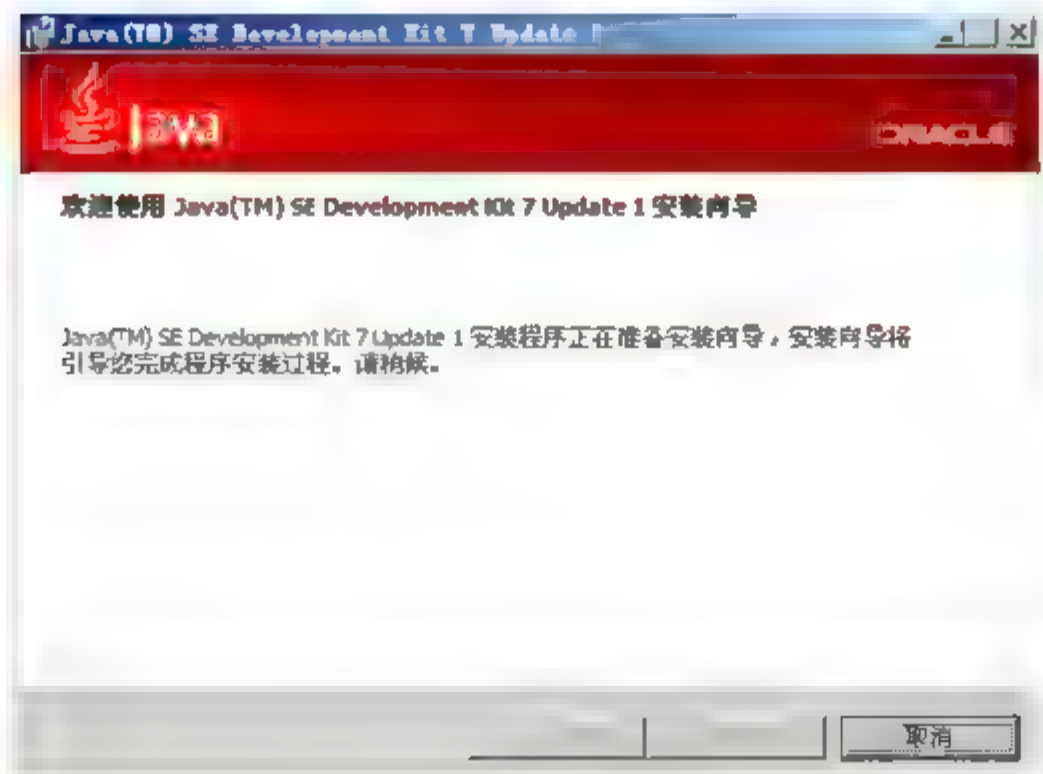 Java(TM) SE Development Kit 7 Update
Java
ORACLE
欢迎使用 Java(TM) SE Development Kit 7 Update 1 安装向导
Java(TM) SE Development Kit 7 Update 1 安装程序正在准备安装向导，安装向导将
引导您完成程序安装过程。请稍候。
取消